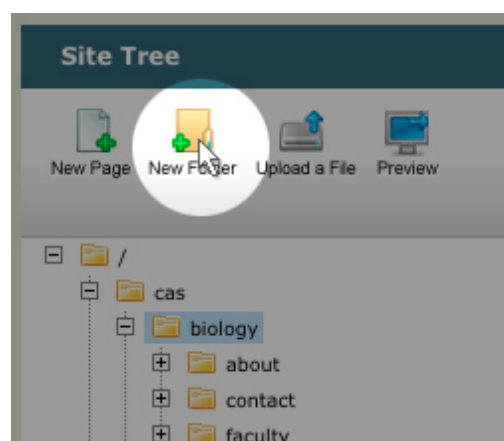 Site Tree
New Page New Folder Upload a File Preview
/
cas
biology
about
contact
faculty